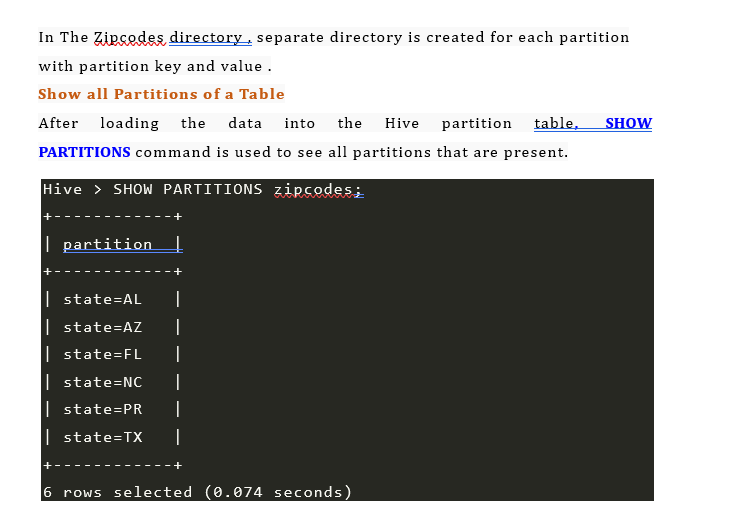 In The Zipcodes directory , separate directory is created for each partition
with partition key and value .
Show all Partitions of a Table
After loading the data into the Hive partition table, SHOW
PARTITIONS command is used to see all partitions that are present.
Hive > SHOW PARTITIONS zipcodes;
+------------+
| partition  |
+------------+
| state=AL   |
| state=AZ   |
| state=FL   |
| state=NC   |
| state=PR   |
| state=TX   |
+------------+
6 rows selected (0.074 seconds)